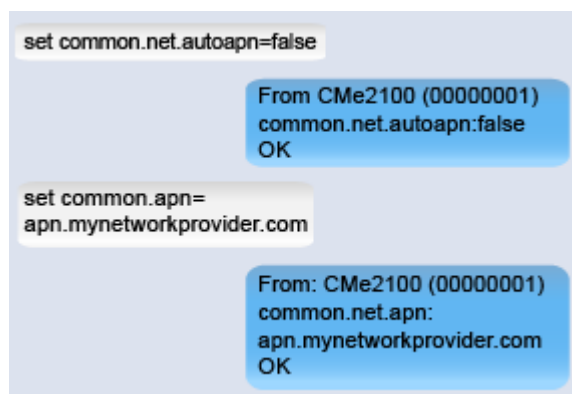 set common.net.autoapn=false
From CMe2100 (00000001)
common.net.autoapn:false
OK
set common.apn=
apn.mynetworkprovider.com
From: CMe2100 (00000001)
common.net.apn:
apn.mynetworkprovider.com
OK